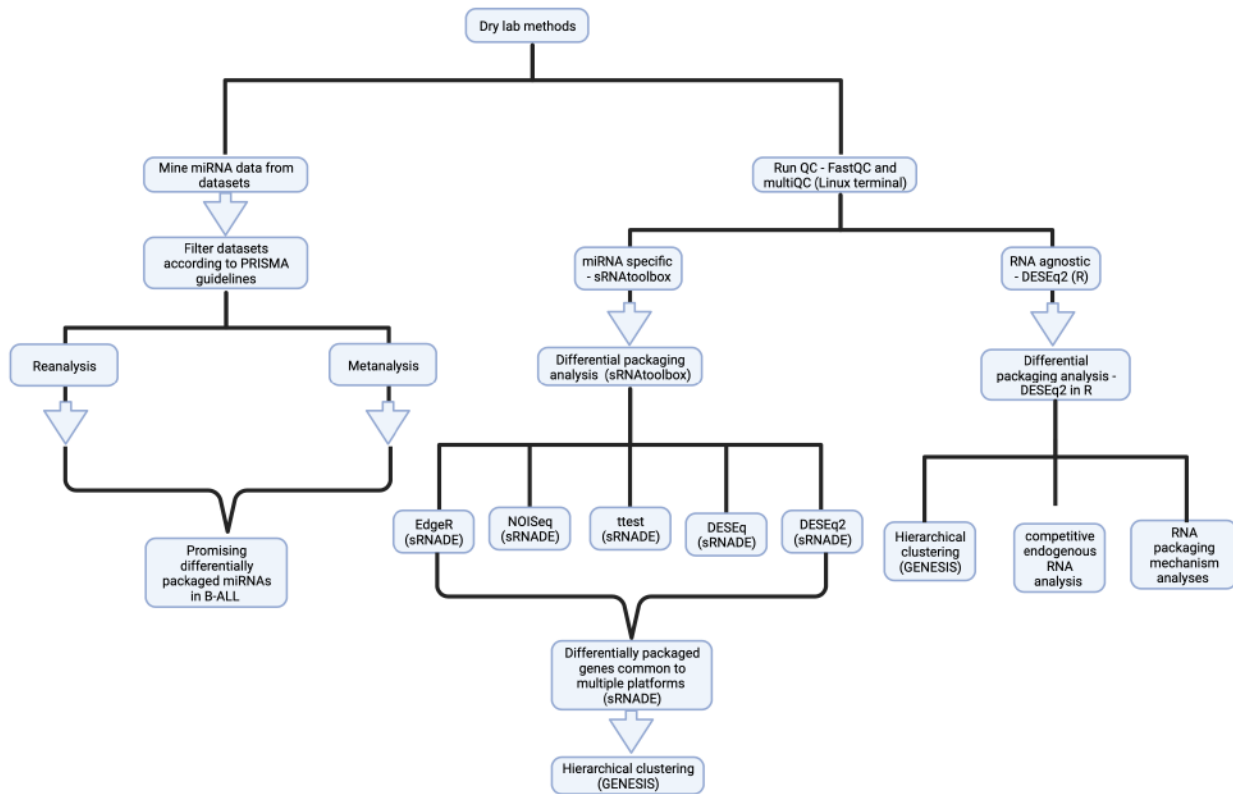 Dry lab methods
Mine miRNA data from
datasets
Run QC - FastQC and
multiQC (Linux terminal)
Filter datasets
according to PRISMA
guidelines
miRNA specific
- sRNAtoolbox
RNA agnostic
- DESEq2 (R)
Reanalysis
Metanalysis
Differential packaging
analysis (sRNAtoolbox)
Differential
packaging analysis -
DESEq2 in R
EdgeR
(sRNADE)
NOISeq
(sRNADE)
ttest
(sRNADE)
DESEq
(sRNADE)
DESEq2
(sRNADE)
Hierarchical
clustering
(GENESIS)
competitive
endogenous
RNA
analysis
RNA
packaging
mechanism
analyses
Promising
differentially
packaged miRNAs
in B-ALL
Differentially packaged
genes common to
multiple platforms
(sRNADE)
Hierarchical clustering
(GENESIS)